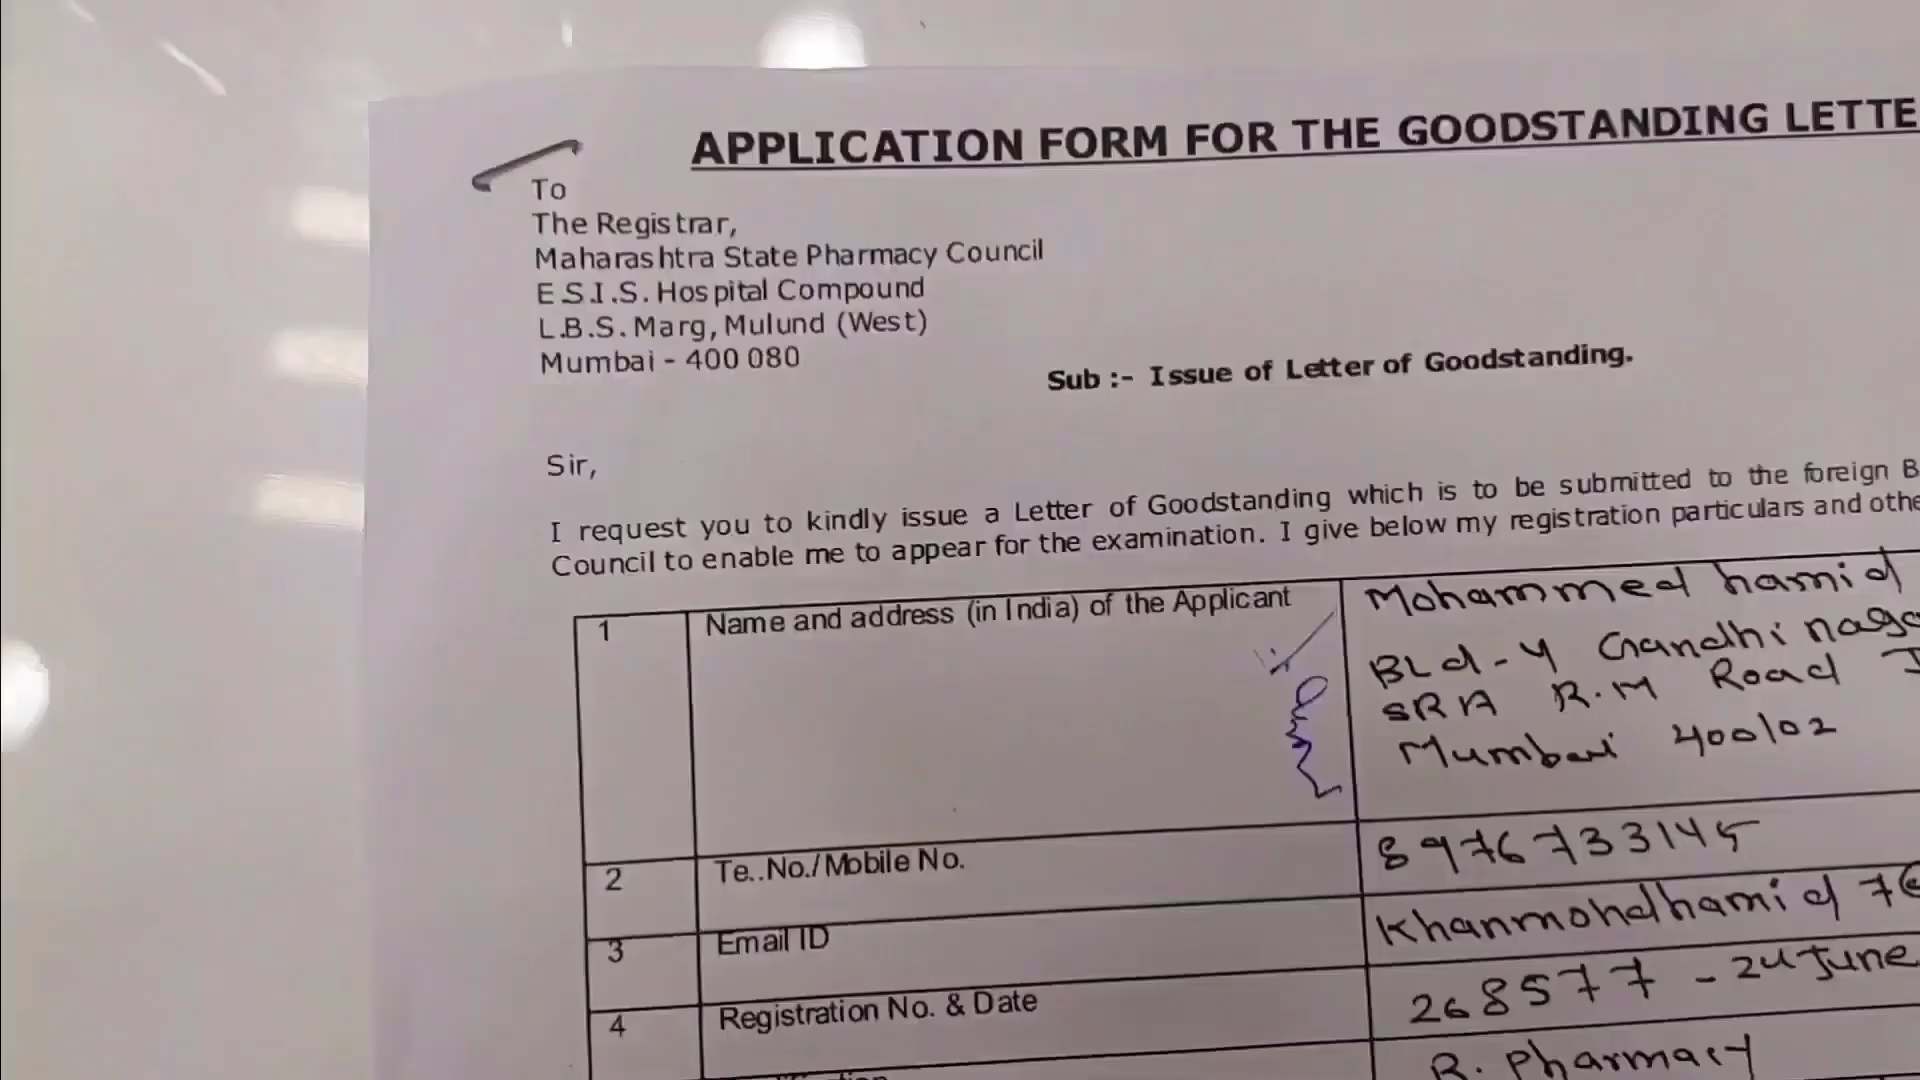 APPLICATION FORM FOR THE GOODSTANDING LETTE
To
The Registrar,
Maharashtra State Pharmacy Council
E.S.I.S. Hospital Compound
L.B.S. Marg, Mulund (West)
Mumbai - 400 080
Sub :- Issue of Letter of Goodstanding.
Sir,
I request you to kindly issue a Letter of Goodstanding which is to be submitted to the foreign B
Council to enable me to appear for the examination. I give below my registration particulars and othe
1 Name and address (in India) of the Applicant Mohammed hamid
BLd-4 Gandhi naga
SRA R.M Road
Mumbai 400102
2 Te..No./Mobile No. 8976733145
3 Email ID Khanmohdhamid 76
4 Registration No. & Date 268577 - 24 June
B. Pharmacy